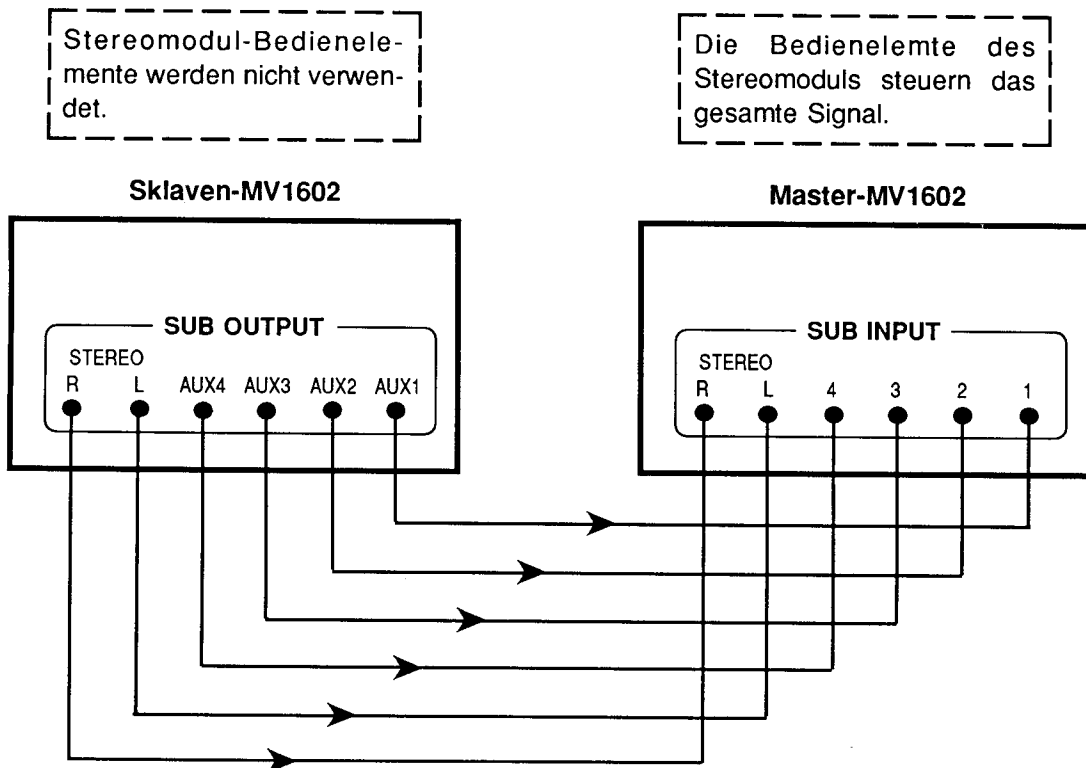 Stereomodul-Bedienele-
mente werden nicht verwen-
det.
Die Bedienelemte des
Stereomoduls steuern das
gesamte Signal.
Sklaven-MV1602
Master-MV1602
SUB OUTPUT
STEREO
R L AUX4 AUX3 AUX2 AUX1
SUB INPUT
STEREO
R L 4 3 2 1